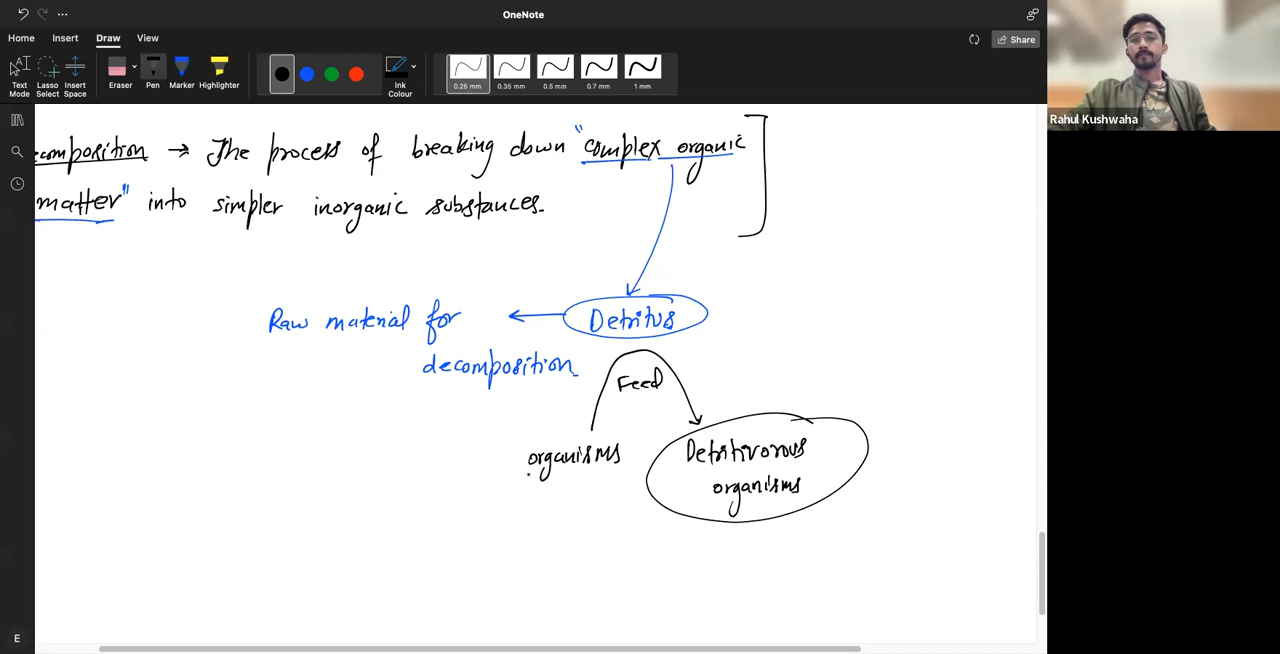 OneNote
Home Insert Draw View
Share
Text Mode
Lasso Select
Insert Space
Eraser
Pen
Marker
Highlighter
Ink Colour
0.25 mm
0.35 mm
0.5 mm
0.7 mm
1 mm
Rahul Kushwaha
composition → The process of breaking down "complex organic
matter" into simpler inorganic substances.
Raw material for
decomposition
Detritus
Feed
organisms
Detritivorous
organisms
E